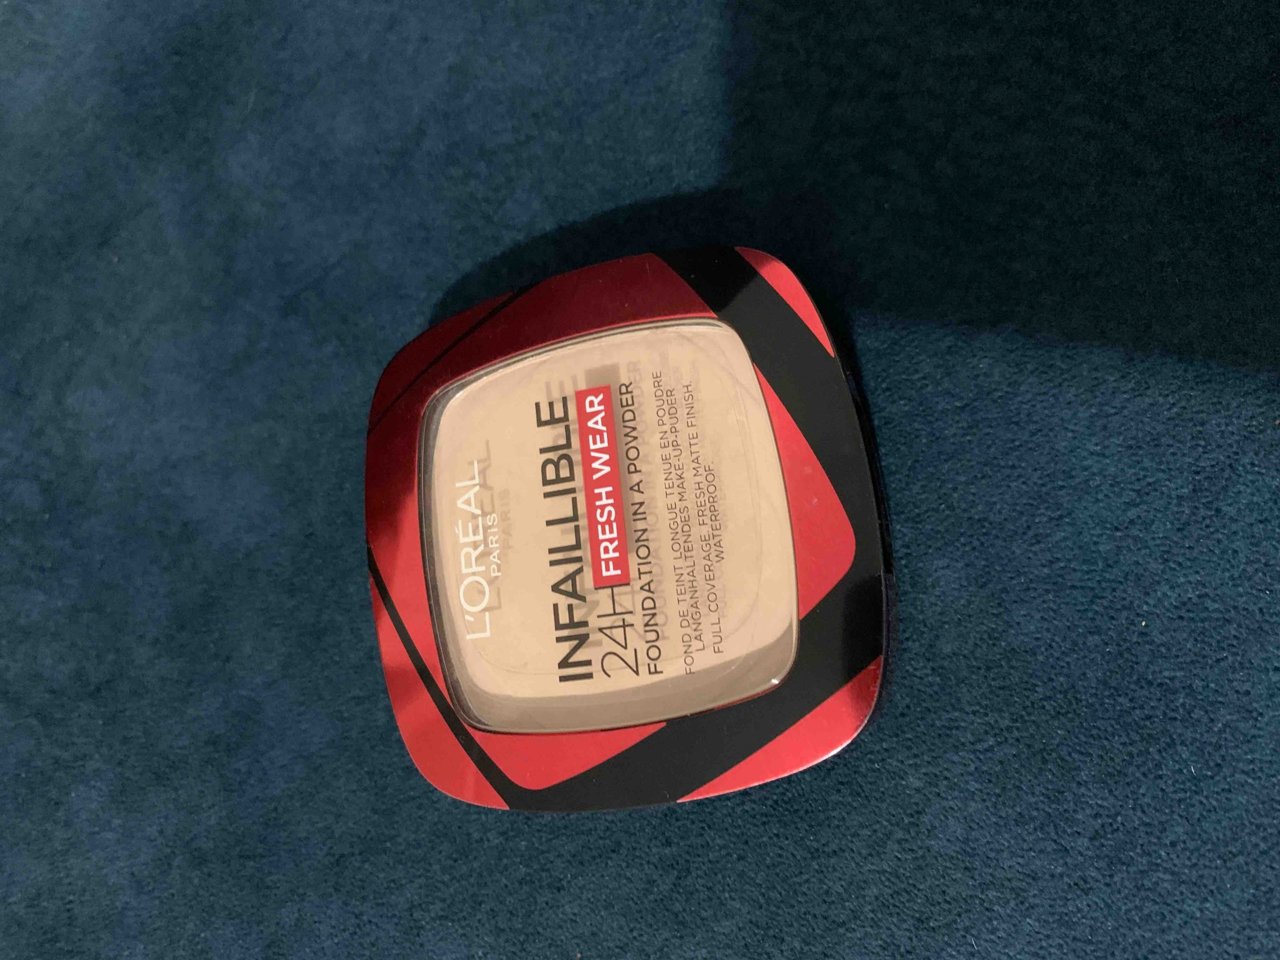 L'ORÉAL
PARIS
INFAILLIBLE
24H FRESH WEAR
FOUNDATION IN A POWDER
FOND DE TEINT LONGUE TENUE EN POUDRE
LANGANHALTENDES MAKE-UP-PUDER
FULL COVERAGE. FRESH MATTE FINISH.
WATERPROOF.